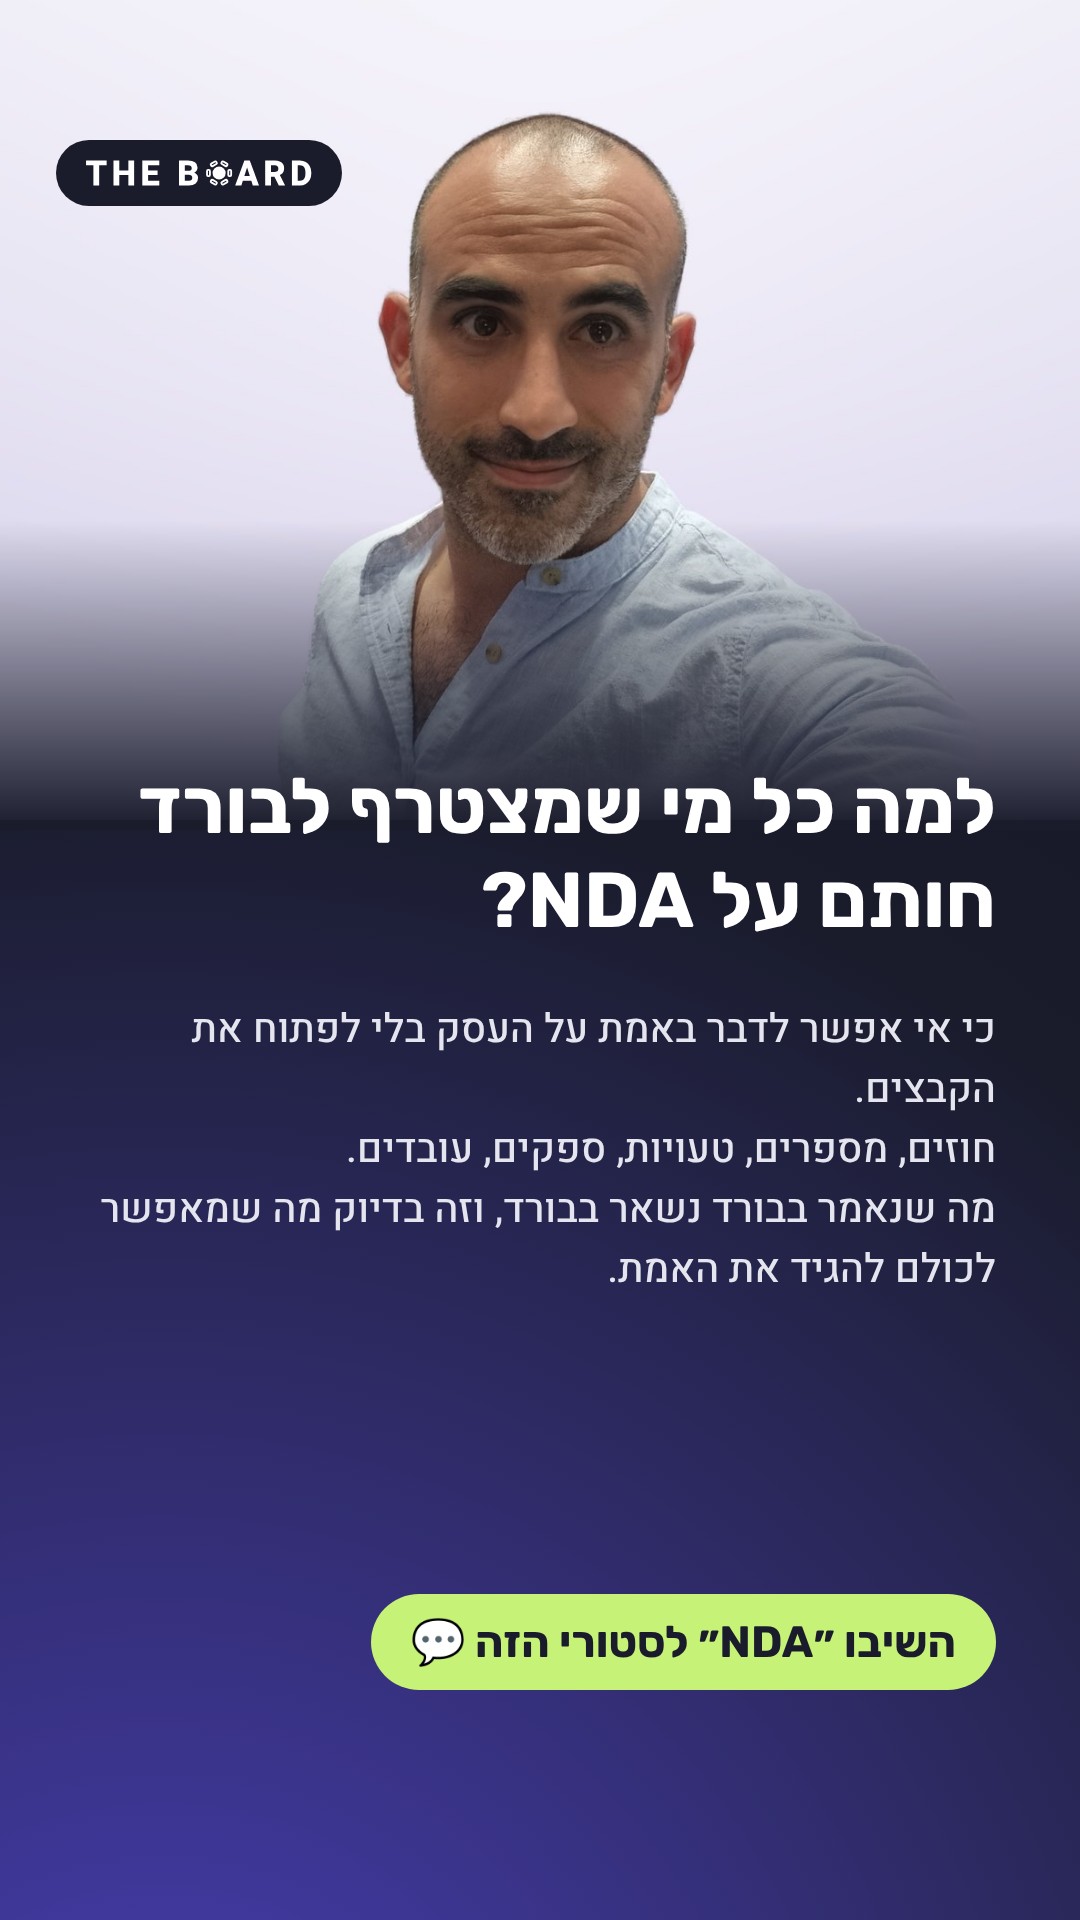 THE BOARD
למה כל מי שמצטרף לבורד
חותם על NDA?
כי אי אפשר לדבר באמת על העסק בלי לפתוח את
הקבצים.
חוזים, מספרים, טעויות, ספקים, עובדים.
מה שנאמר בבורד נשאר בבורד, וזה בדיוק מה שמאפשר
לכולם להגיד את האמת.
השיבו ״NDA״ לסטורי הזה 💬